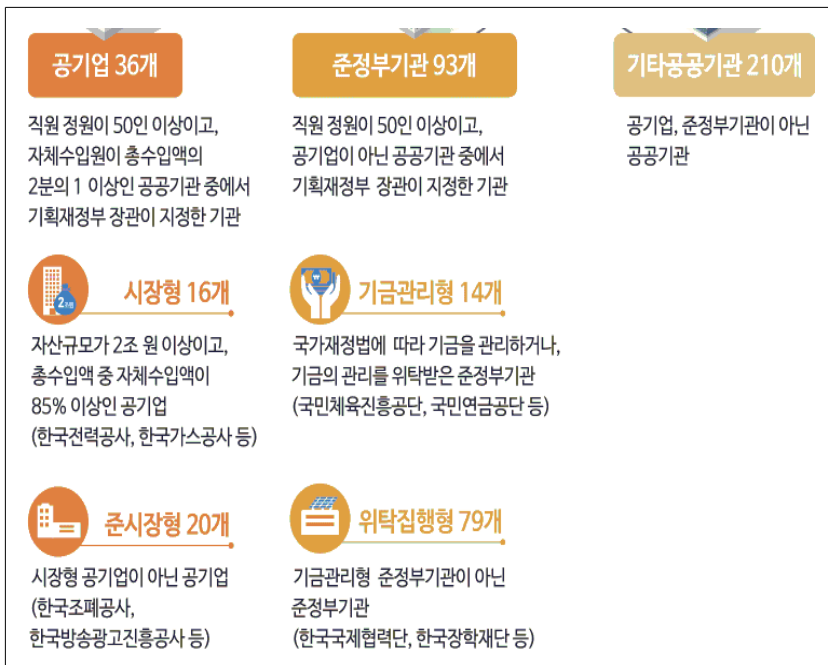 공기업 36개
직원 정원이 50인 이상이고,
자체수입원이 총수입액의
2분의 1 이상인 공공기관 중에서
기획재정부 장관이 지정한 기관
시장형 16개
자산규모가 2조 원 이상이고,
총수입액 중 자체수입액이
85% 이상인 공기업
(한국전력공사, 한국가스공사 등)
준시장형 20개
시장형 공기업이 아닌 공기업
(한국조폐공사,
한국방송광고진흥공사 등)
준정부기관 93개
직원 정원이 50인 이상이고,
공기업이 아닌 공공기관 중에서
기획재정부 장관이 지정한 기관
₩
기금관리형 14개
국가재정법에 따라 기금을 관리하거나,
기금의 관리를 위탁받은 준정부기관
(국민체육진흥공단, 국민연금공단 등)
위탁집행형 79개
기금관리형 준정부기관이 아닌
준정부기관
(한국국제협력단, 한국장학재단 등)
기타공공기관 210개
공기업, 준정부기관이 아닌
공공기관